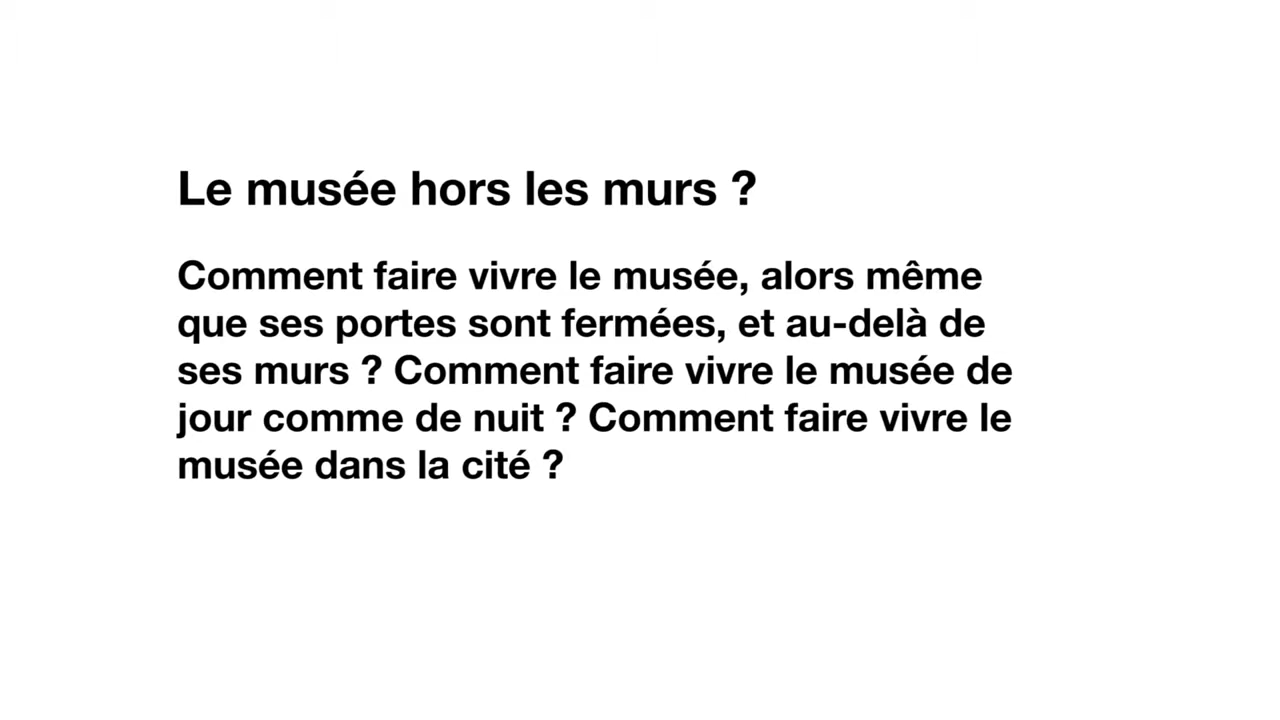 Le musée hors les murs ?
Comment faire vivre le musée, alors même
que ses portes sont fermées, et au-delà de
ses murs ? Comment faire vivre le musée de
jour comme de nuit ? Comment faire vivre le
musée dans la cité ?